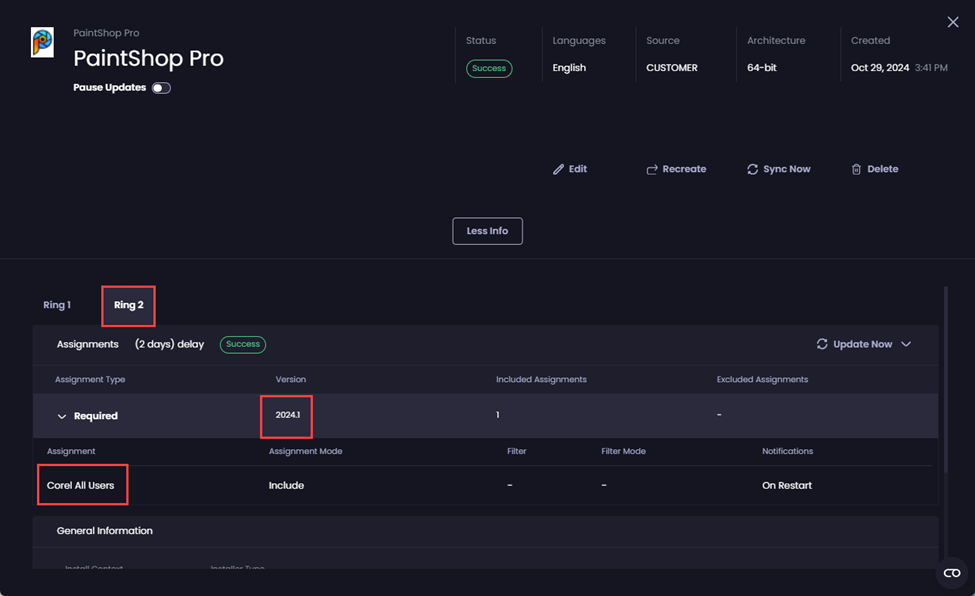 PaintShop Pro
PaintShop Pro
Pause Updates
Status Languages Source Architecture Created
Success English CUSTOMER 64-bit Oct 29, 2024 3:41 PM
Edit Recreate Sync Now Delete
Less Info
Ring 1 Ring 2
Assignments (2 days) delay Success Update Now
Assignment Type Version Included Assignments Excluded Assignments
Required 2024.1 1 -
Assignment Assignment Mode Filter Filter Mode Notifications
Corel All Users Include - - On Restart
General Information
Install Context Installer Type